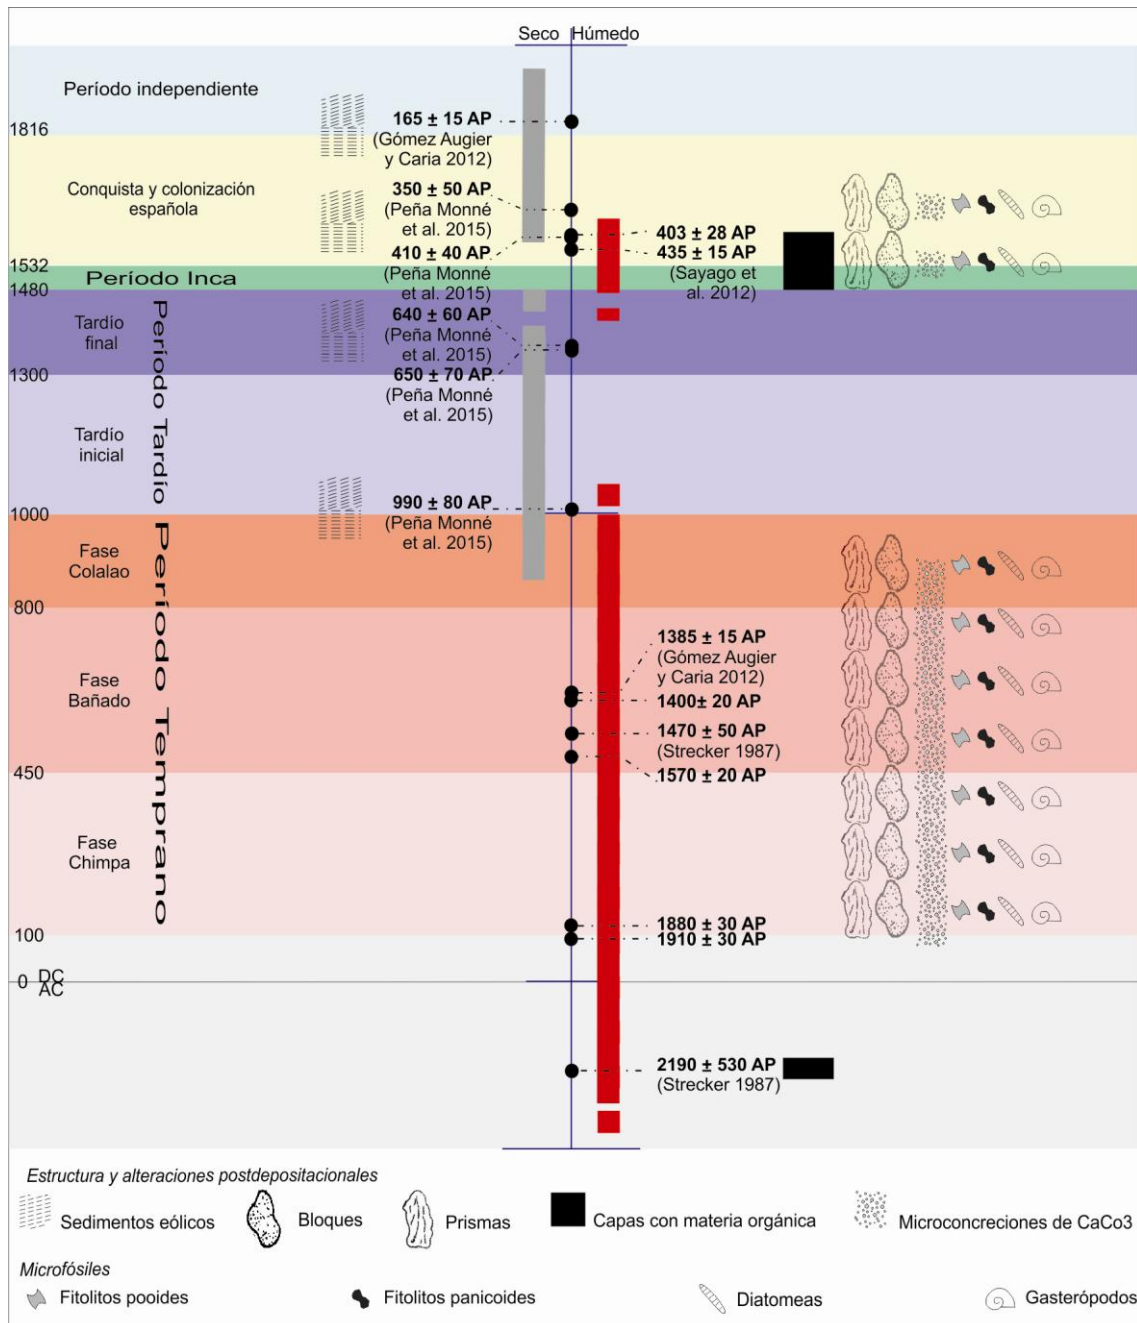 Seco Húmedo
Período independiente
1816
165 ± 15 AP
(Gómez Augier
y Caria 2012)
Conquista y colonización
española
350 ± 50 AP
(Peña Monné
et al. 2015)
403 ± 28 AP
435 ± 15 AP
(Sayago et
al. 2012)
410 ± 40 AP
(Peña Monné
et al. 2015)
1532
Período Inca
1480
Período Tardío
Tardío
final
640 ± 60 AP
(Peña Monné
et al. 2015)
1300
650 ± 70 AP
(Peña Monné
et al. 2015)
Tardío
inicial
990 ± 80 AP
(Peña Monné
et al. 2015)
1000
Período Temprano
Fase
Colalao
800
1385 ± 15 AP
(Gómez Augier
y Caria 2012)
Fase
Bañado
1400± 20 AP
1470 ± 50 AP
(Strecker 1987)
1570 ± 20 AP
450
Fase
Chimpa
1880 ± 30 AP
1910 ± 30 AP
100
0 DC
AC
2190 ± 530 AP
(Strecker 1987)
Estructura y alteraciones postdepositacionales
Sedimentos eólicos
Bloques
Prismas
Capas con materia orgánica
Microconcreciones de CaCo3
Microfósiles
Fitolitos pooides
Fitolitos panicoides
Diatomeas
Gasterópodos